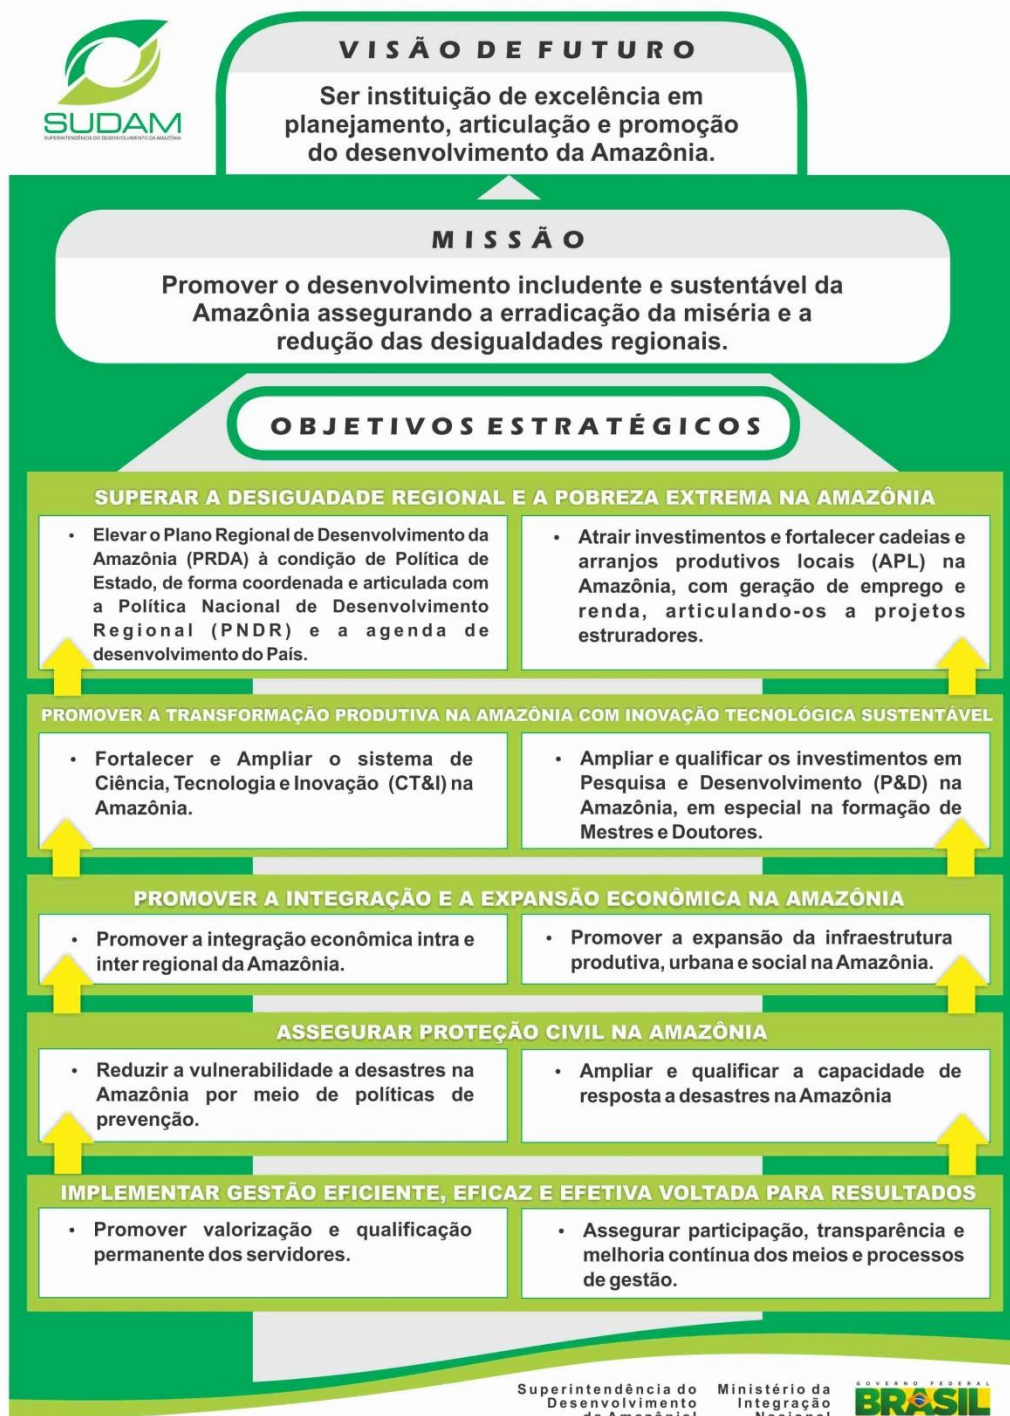 VISÃO DE FUTURO
Ser instituição de excelência em
planejamento, articulação e promoção
do desenvolvimento da Amazônia.
SUDAM
SUPERINTENDÊNCIA DO DESENVOLVIMENTO DA AMAZÔNIA
MISSÃO
Promover o desenvolvimento includente e sustentável da
Amazônia assegurando a erradicação da miséria e a
redução das desigualdades regionais.
OBJETIVOS ESTRATÉGICOS
SUPERAR A DESIGUADADE REGIONAL E A POBREZA EXTREMA NA AMAZÔNIA
• Elevar o Plano Regional de Desenvolvimento da
Amazônia (PRDA) à condição de Política de
Estado, de forma coordenada e articulada com
a Política Nacional de Desenvolvimento
Regional (PNDR) e a agenda de
desenvolvimento do País.
• Atrair investimentos e fortalecer cadeias e
arranjos produtivos locais (APL) na
Amazônia, com geração de emprego e
renda, articulando-os a projetos
estruradores.
PROMOVER A TRANSFORMAÇÃO PRODUTIVA NA AMAZÔNIA COM INOVAÇÃO TECNOLÓGICA SUSTENTÁVEL
• Fortalecer e Ampliar o sistema de
Ciência, Tecnologia e Inovação (CT&I) na
Amazônia.
• Ampliar e qualificar os investimentos em
Pesquisa e Desenvolvimento (P&D) na
Amazônia, em especial na formação de
Mestres e Doutores.
PROMOVER A INTEGRAÇÃO E A EXPANSÃO ECONÔMICA NA AMAZÔNIA
• Promover a integração econômica intra e
inter regional da Amazônia.
• Promover a expansão da infraestrutura
produtiva, urbana e social na Amazônia.
ASSEGURAR PROTEÇÃO CIVIL NA AMAZÔNIA
• Reduzir a vulnerabilidade a desastres na
Amazônia por meio de políticas de
prevenção.
• Ampliar e qualificar a capacidade de
resposta a desastres na Amazônia
IMPLEMENTAR GESTÃO EFICIENTE, EFICAZ E EFETIVA VOLTADA PARA RESULTADOS
• Promover valorização e qualificação
permanente dos servidores.
• Assegurar participação, transparência e
melhoria contínua dos meios e processos
de gestão.
Superintendência do
Desenvolvimento
da Amazônia
Ministério da
Integração
Nacional
GOVERNO FEDERAL
BRASIL